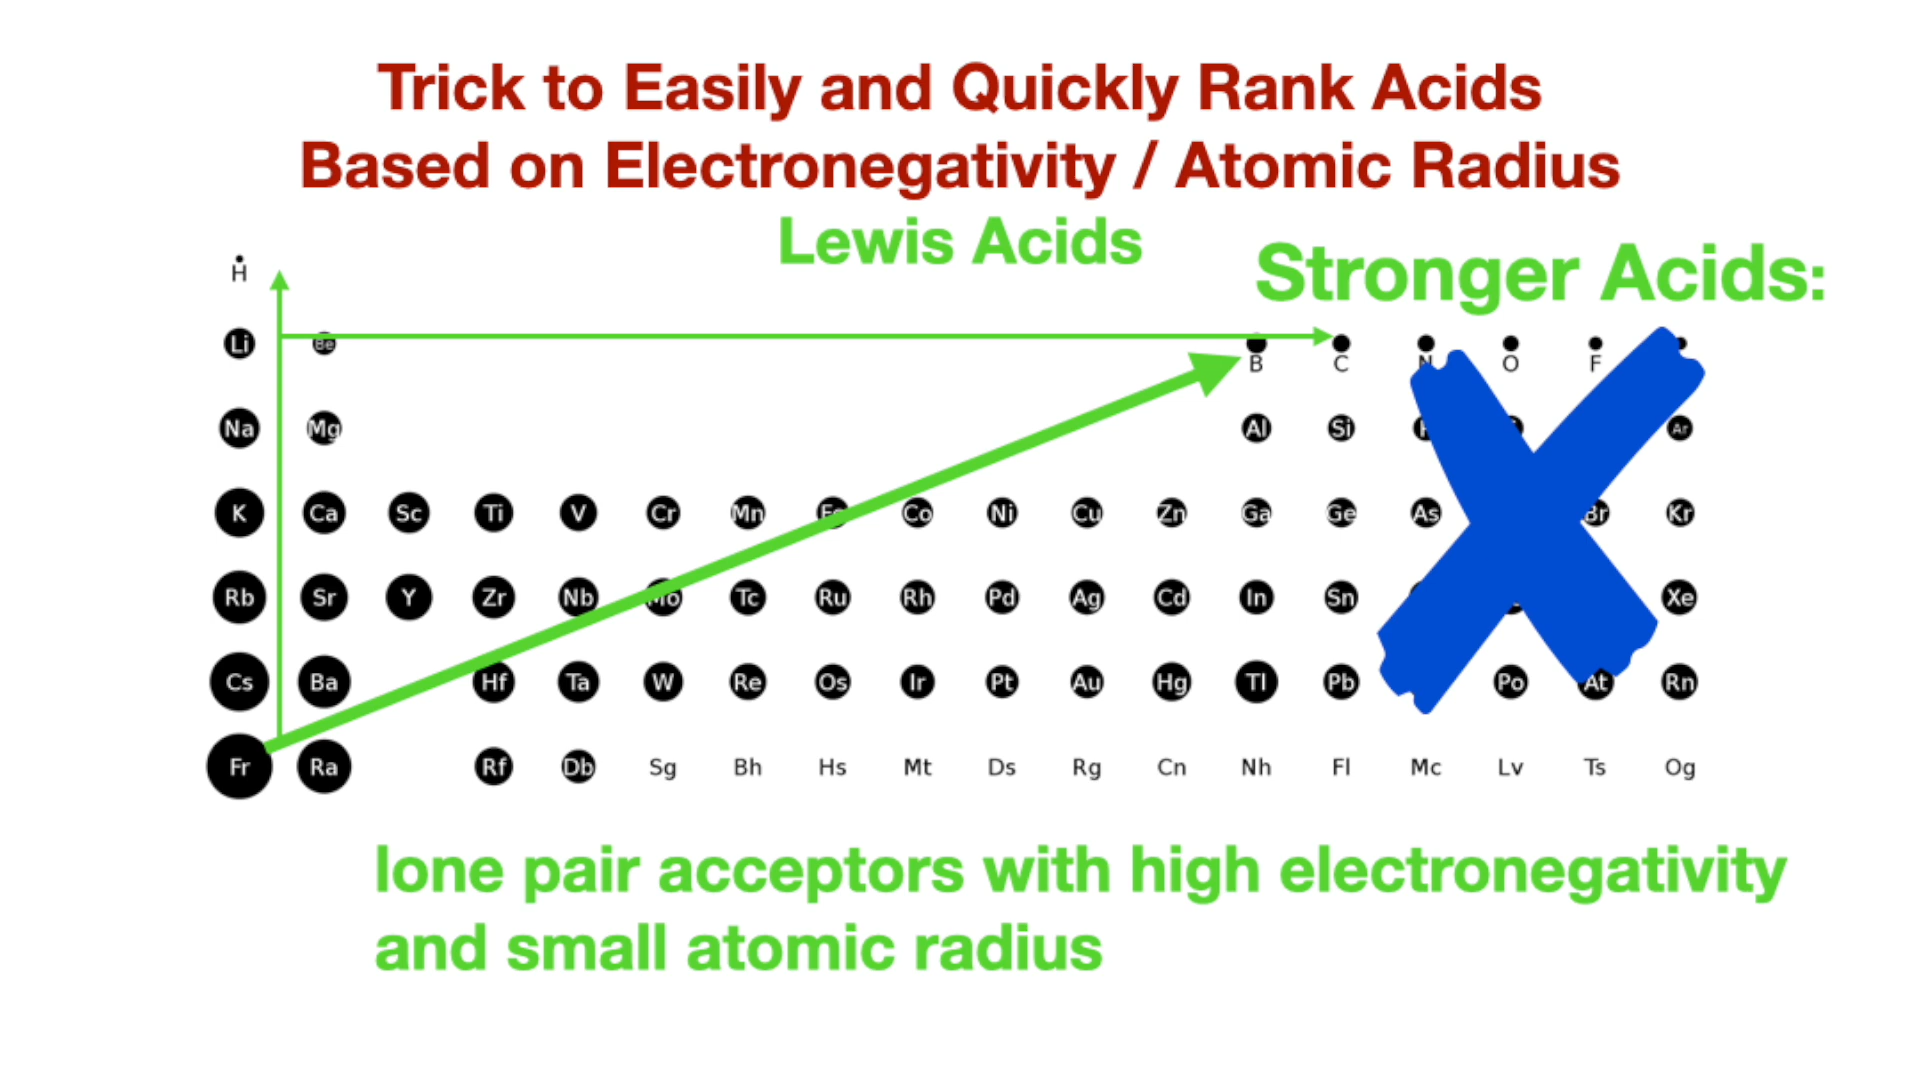 Trick to Easily and Quickly Rank Acids
Based on Electronegativity / Atomic Radius
Lewis Acids
Stronger Acids:
H
Li Be B C N O F
Na Mg Al Si Ar
K Ca Sc Ti V Cr Mn Fe Co Ni Cu Zn Ga Ge As Br Kr
Rb Sr Y Zr Nb Mo Tc Ru Rh Pd Ag Cd In Sn Xe
Cs Ba Hf Ta W Re Os Ir Pt Au Hg Tl Pb Po At Rn
Fr Ra Rf Db Sg Bh Hs Mt Ds Rg Cn Nh Fl Mc Lv Ts Og
lone pair acceptors with high electronegativity
and small atomic radius